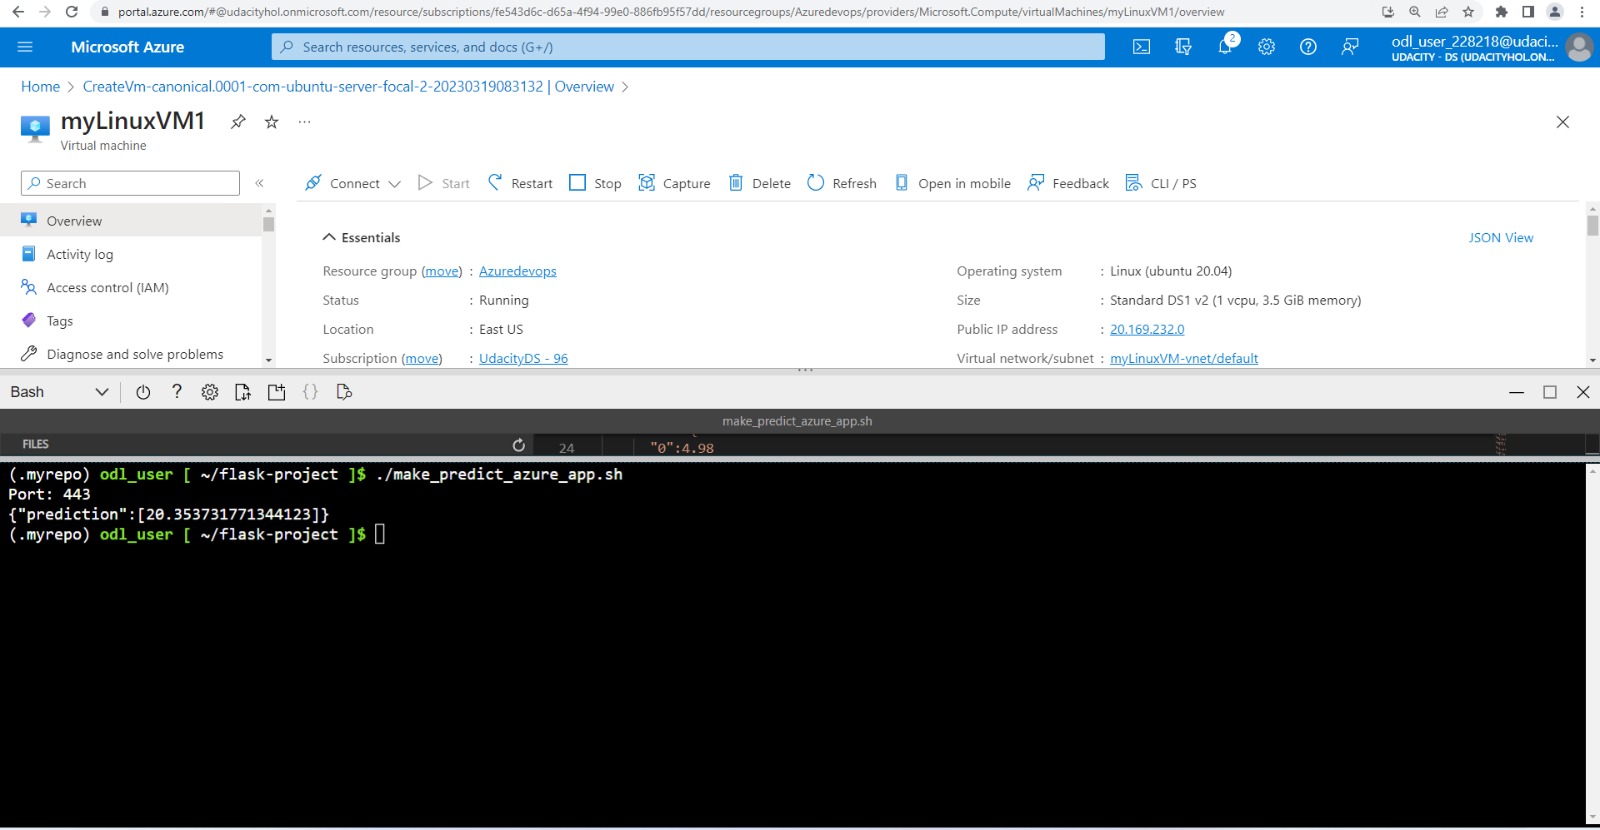 portal.azure.com/#@udacityhol.onmicrosoft.com/resource/subscriptions/fe543d6c-d65a-4f94-99e0-886fb95f57dd/resourcegroups/Azuredevops/providers/Microsoft.Compute/virtualMachines/myLinuxVM1/overview
Microsoft Azure
Search resources, services, and docs (G+/)
2
odl_user_228218@udaci...
UDACITY - DS (UDACITYHOL.ON...
Home > CreateVm-canonical.0001-com-ubuntu-server-focal-2-20230319083132 | Overview >
myLinuxVM1
...
Virtual machine
Search
«
Connect
Start
Restart
Stop
Capture
Delete
Refresh
Open in mobile
Feedback
CLI / PS
Overview
Activity log
Access control (IAM)
Tags
Diagnose and solve problems
Essentials
JSON View
Resource group (move) : Azuredevops
Status : Running
Location : East US
Subscription (move) : UdacityDS - 96
Operating system : Linux (ubuntu 20.04)
Size : Standard DS1 v2 (1 vcpu, 3.5 GiB memory)
Public IP address : 20.169.232.0
Virtual network/subnet : myLinuxVM-vnet/default
Bash
?
{}
make_predict_azure_app.sh
FILES
24 "0":4.98
(.myrepo) odl_user [ ~/flask-project ]$ ./make_predict_azure_app.sh
Port: 443
{"prediction":[20.353731771344123]}
(.myrepo) odl_user [ ~/flask-project ]$